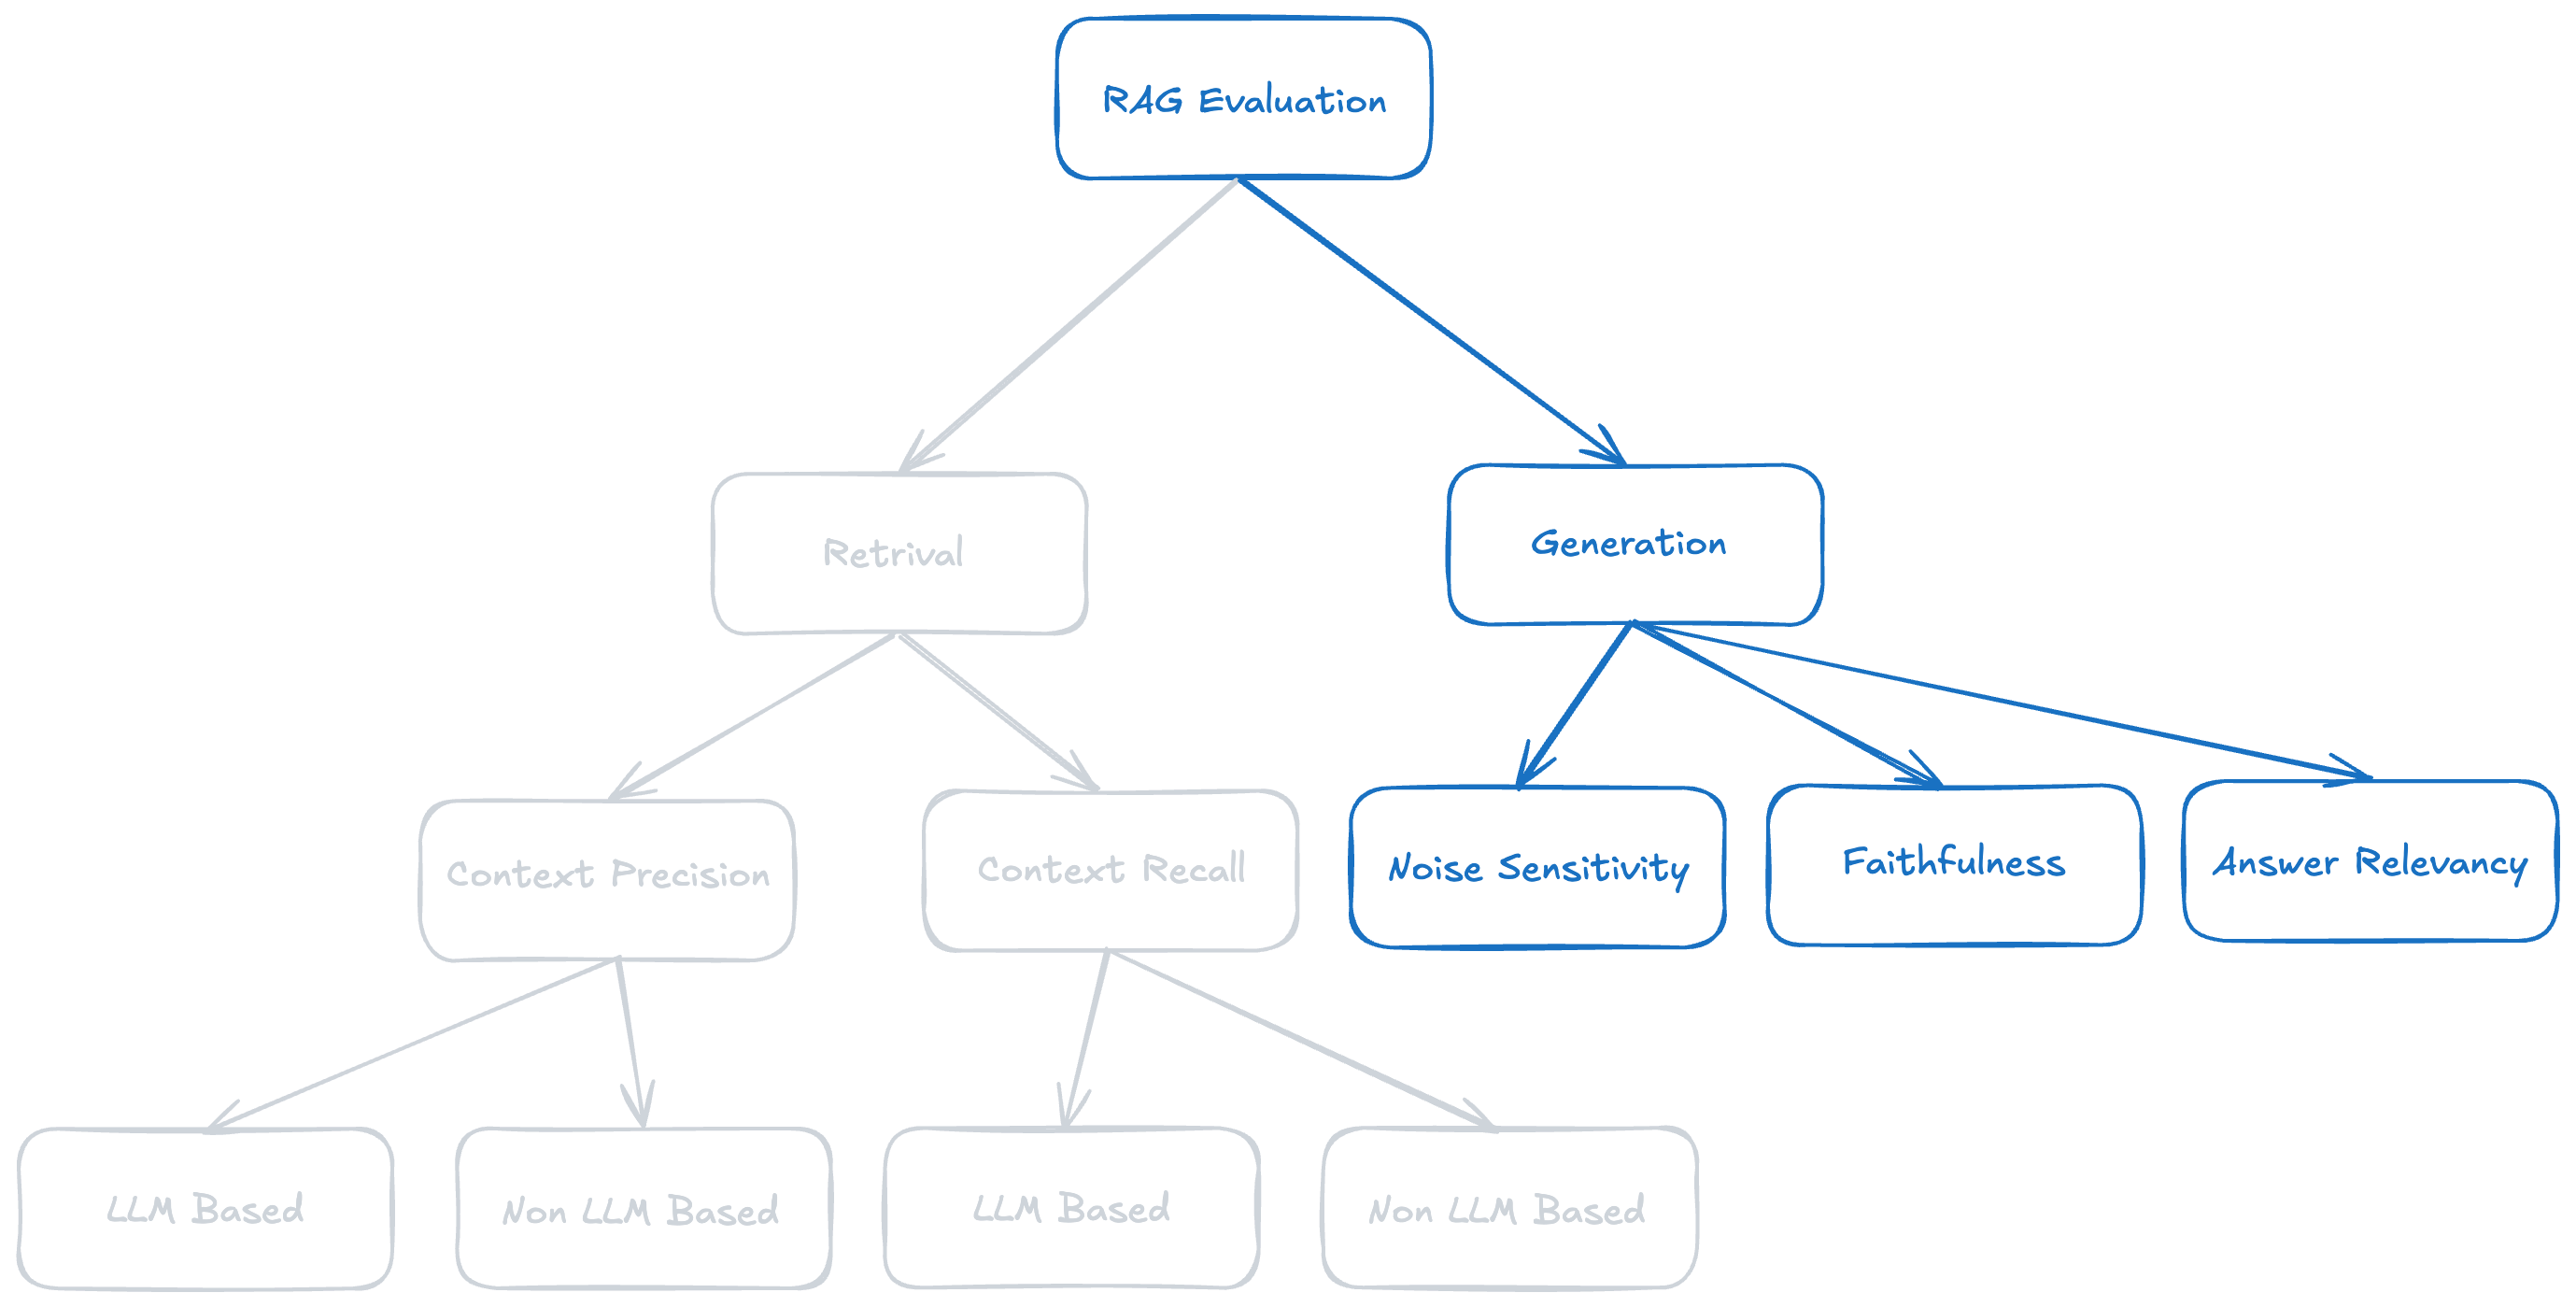 RAG Evaluation
Retrival
Generation
Context Precision
Context Recall
Noise Sensitivity
Faithfulness
Answer Relevancy
LLM Based
Non LLM Based
LLM Based
Non LLM Based